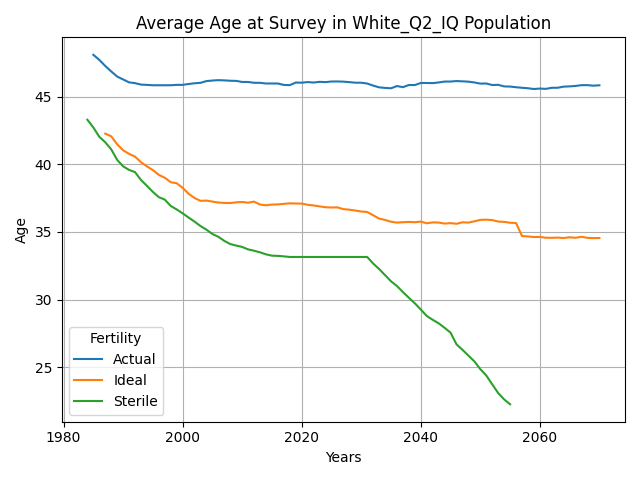 Average Age at Survey in White_Q2_IQ Population
Age
45
40
35
30
25
Fertility
Actual
Ideal
Sterile
1980
2000
2020
2040
2060
Years